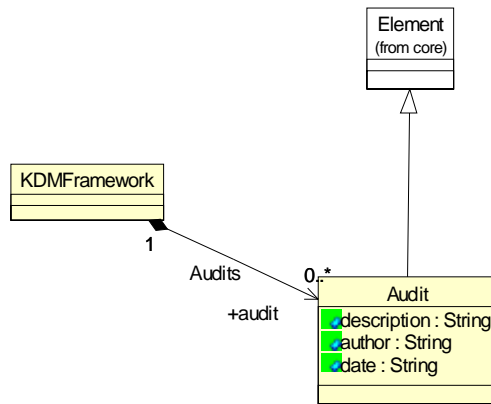 Element
(from core)
KDMFramework
1
Audits
0..*
+audit
Audit
description : String
author : String
date : String